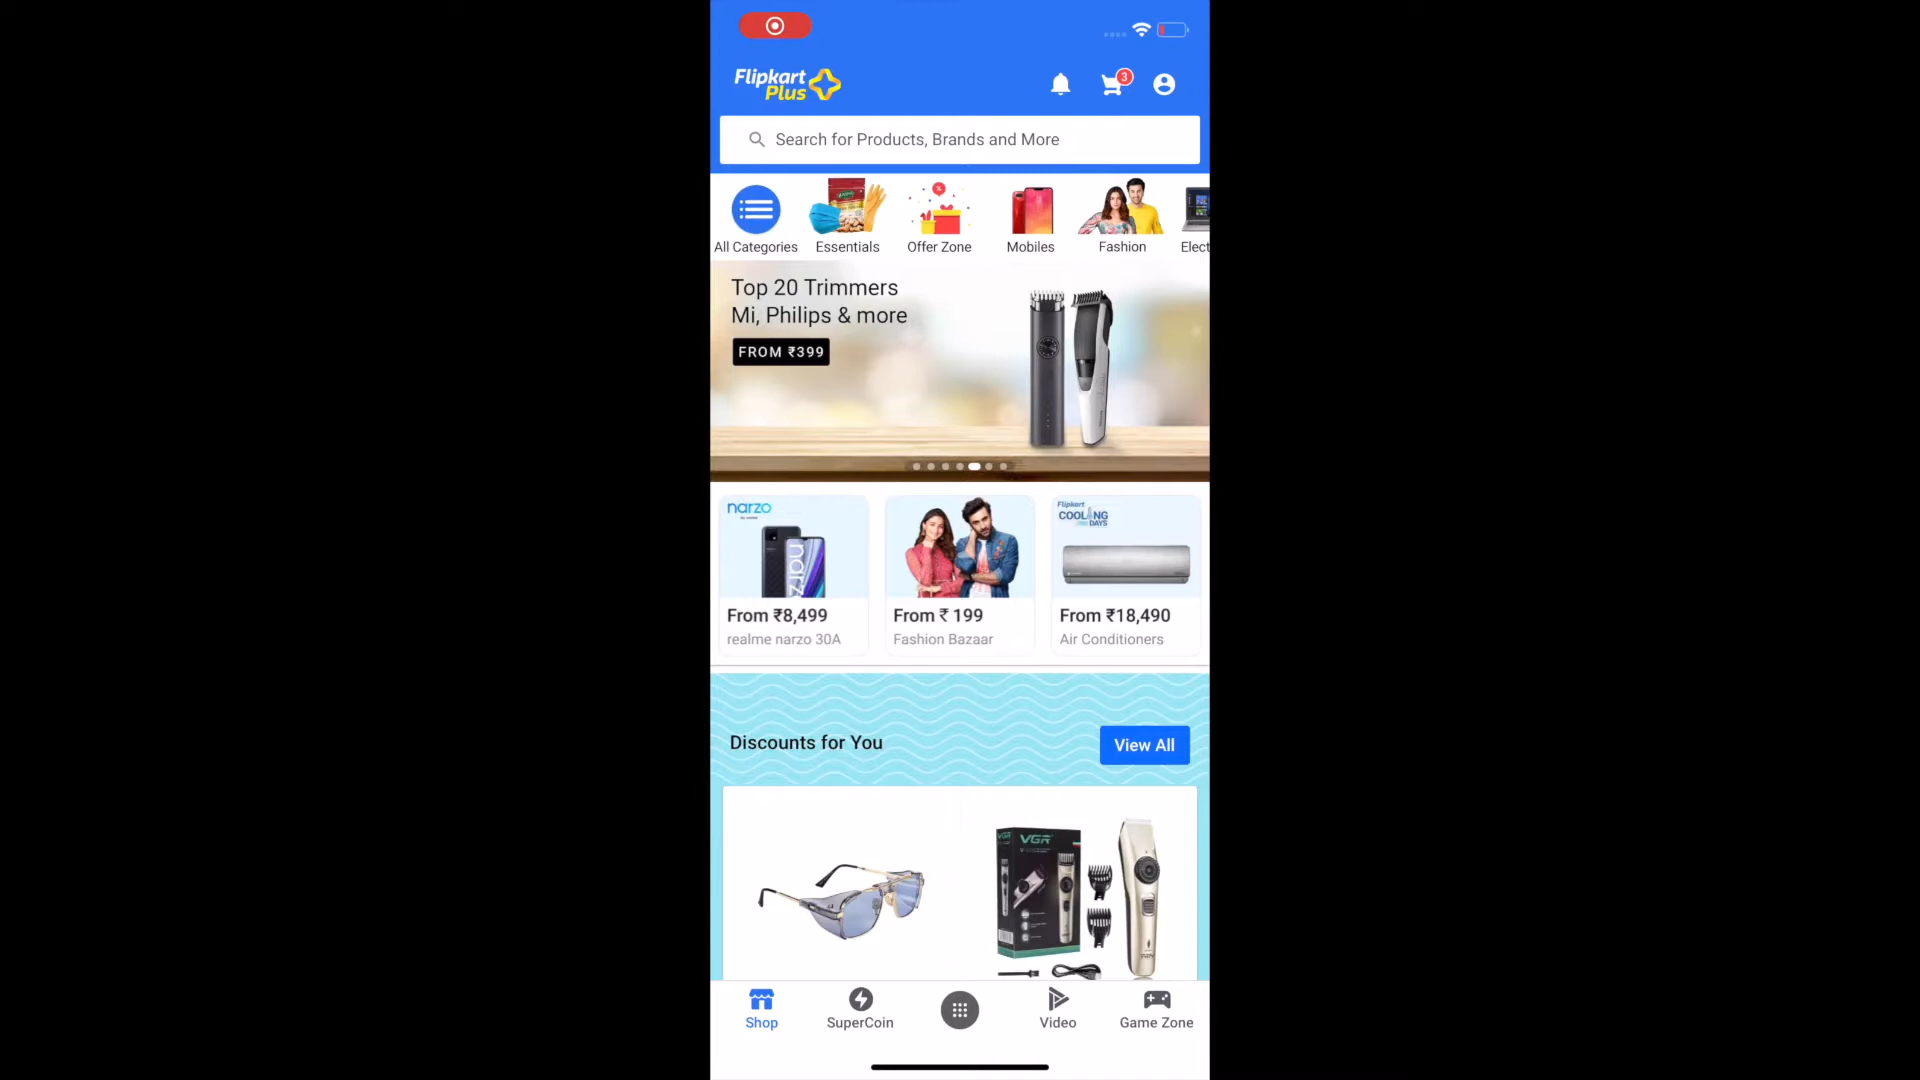 Flipkart
Plus
3
Search for Products, Brands and More
All Categories
Essentials
Offer Zone
Mobiles
Fashion
Elect
Top 20 Trimmers
Mi, Philips & more
FROM ₹399
narzo
narzo
Flipkart
COOLING
DAYS
From ₹8,499
realme narzo 30A
From ₹ 199
Fashion Bazaar
From ₹18,490
Air Conditioners
Discounts for You
View All
VGR
Shop
SuperCoin
Video
Game Zone